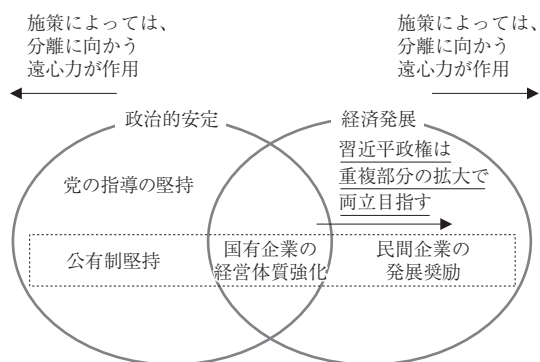 施策によっては、
分離に向かう
遠心力が作用
施策によっては、
分離に向かう
遠心力が作用
政治的安定
経済発展
習近平政権は
重複部分の拡大で
両立目指す
党の指導の堅持
公有制堅持
国有企業の
経営体質強化
民間企業の
発展奨励